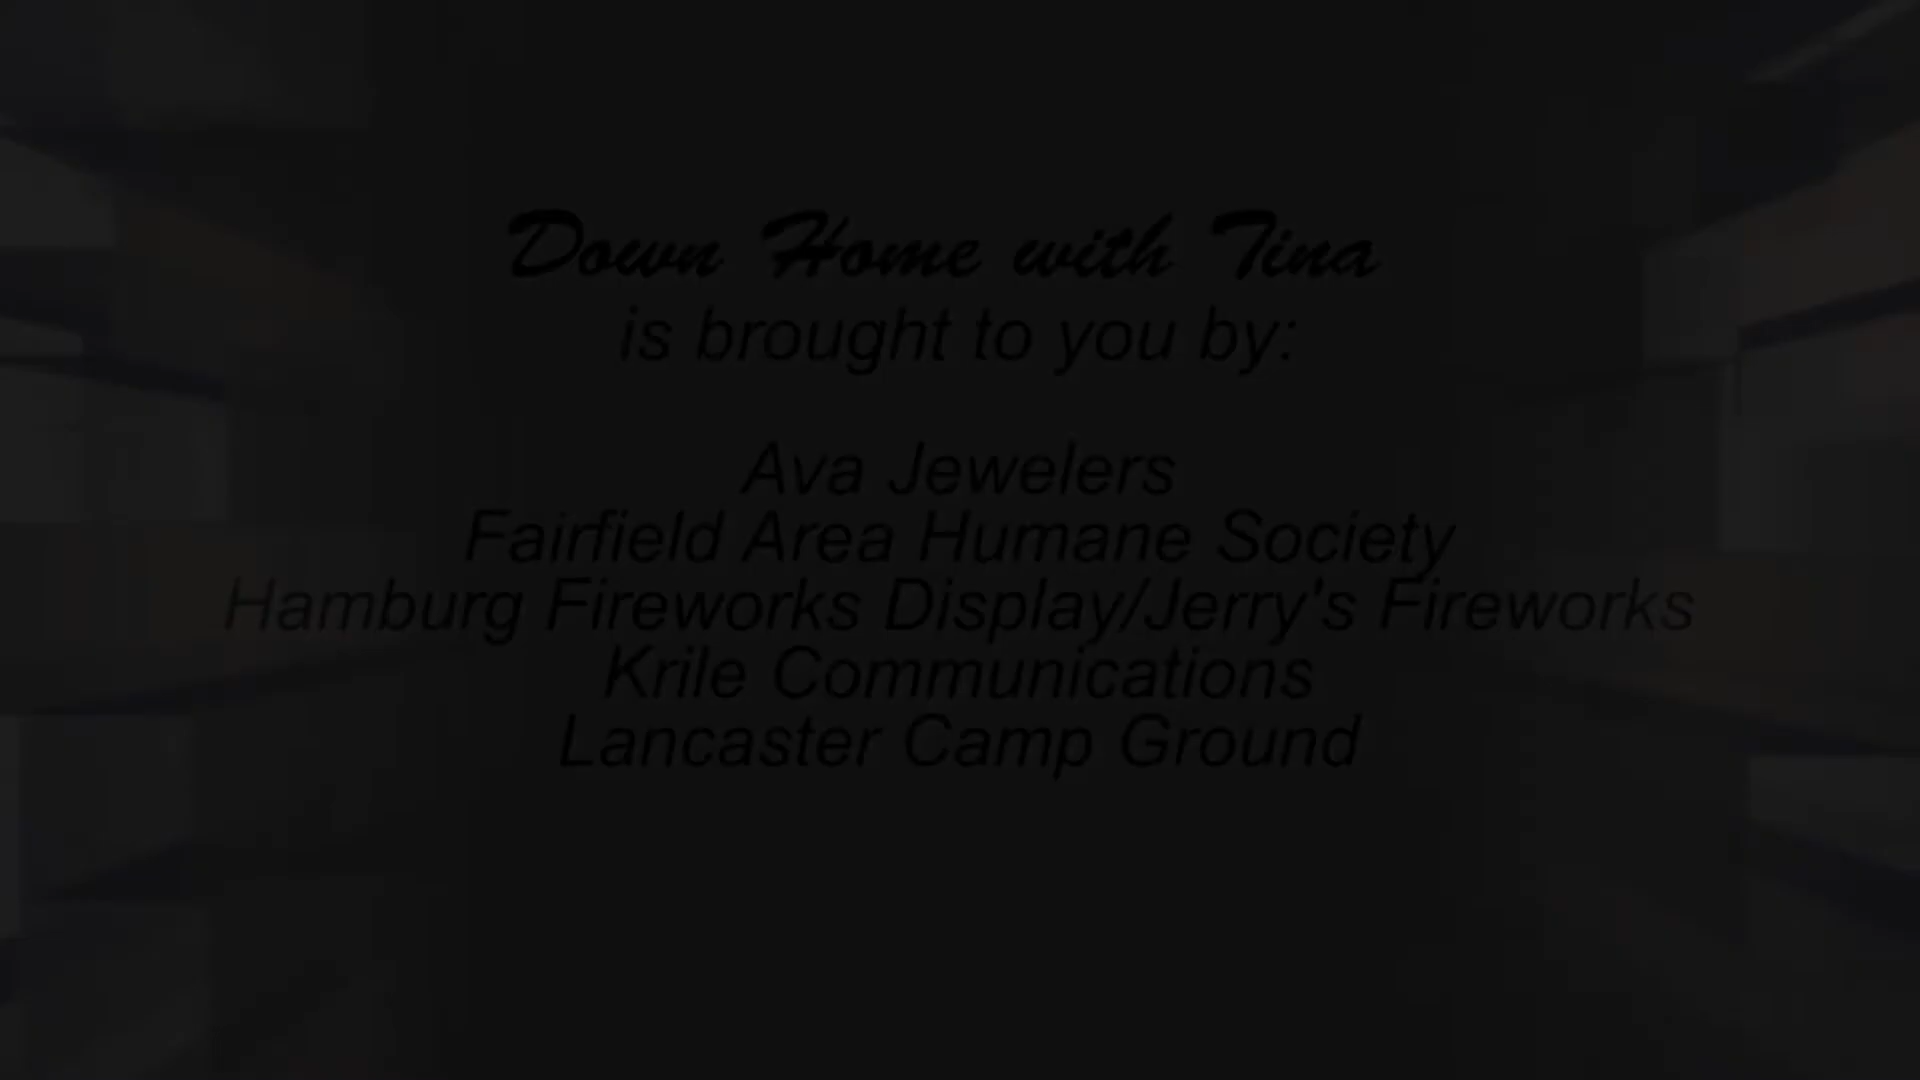 Down Home with Tina
is brought to you by:
Ava Jewelers
Fairfield Area Humane Society
Hamburg Fireworks Display/Jerry's Fireworks
Krile Communications
Lancaster Camp Ground